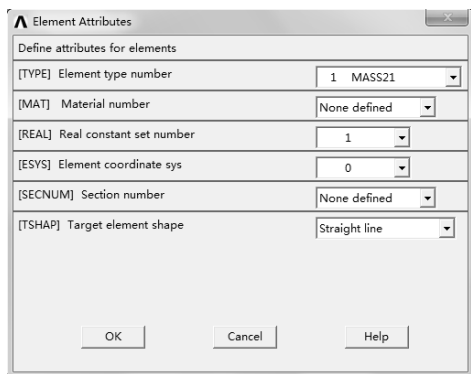 Element Attributes
Define attributes for elements
[TYPE] Element type number 1 MASS21
[MAT] Material number None defined
[REAL] Real constant set number 1
[ESYS] Element coordinate sys 0
[SECNUM] Section number None defined
[TSHAP] Target element shape Straight line
OK Cancel Help